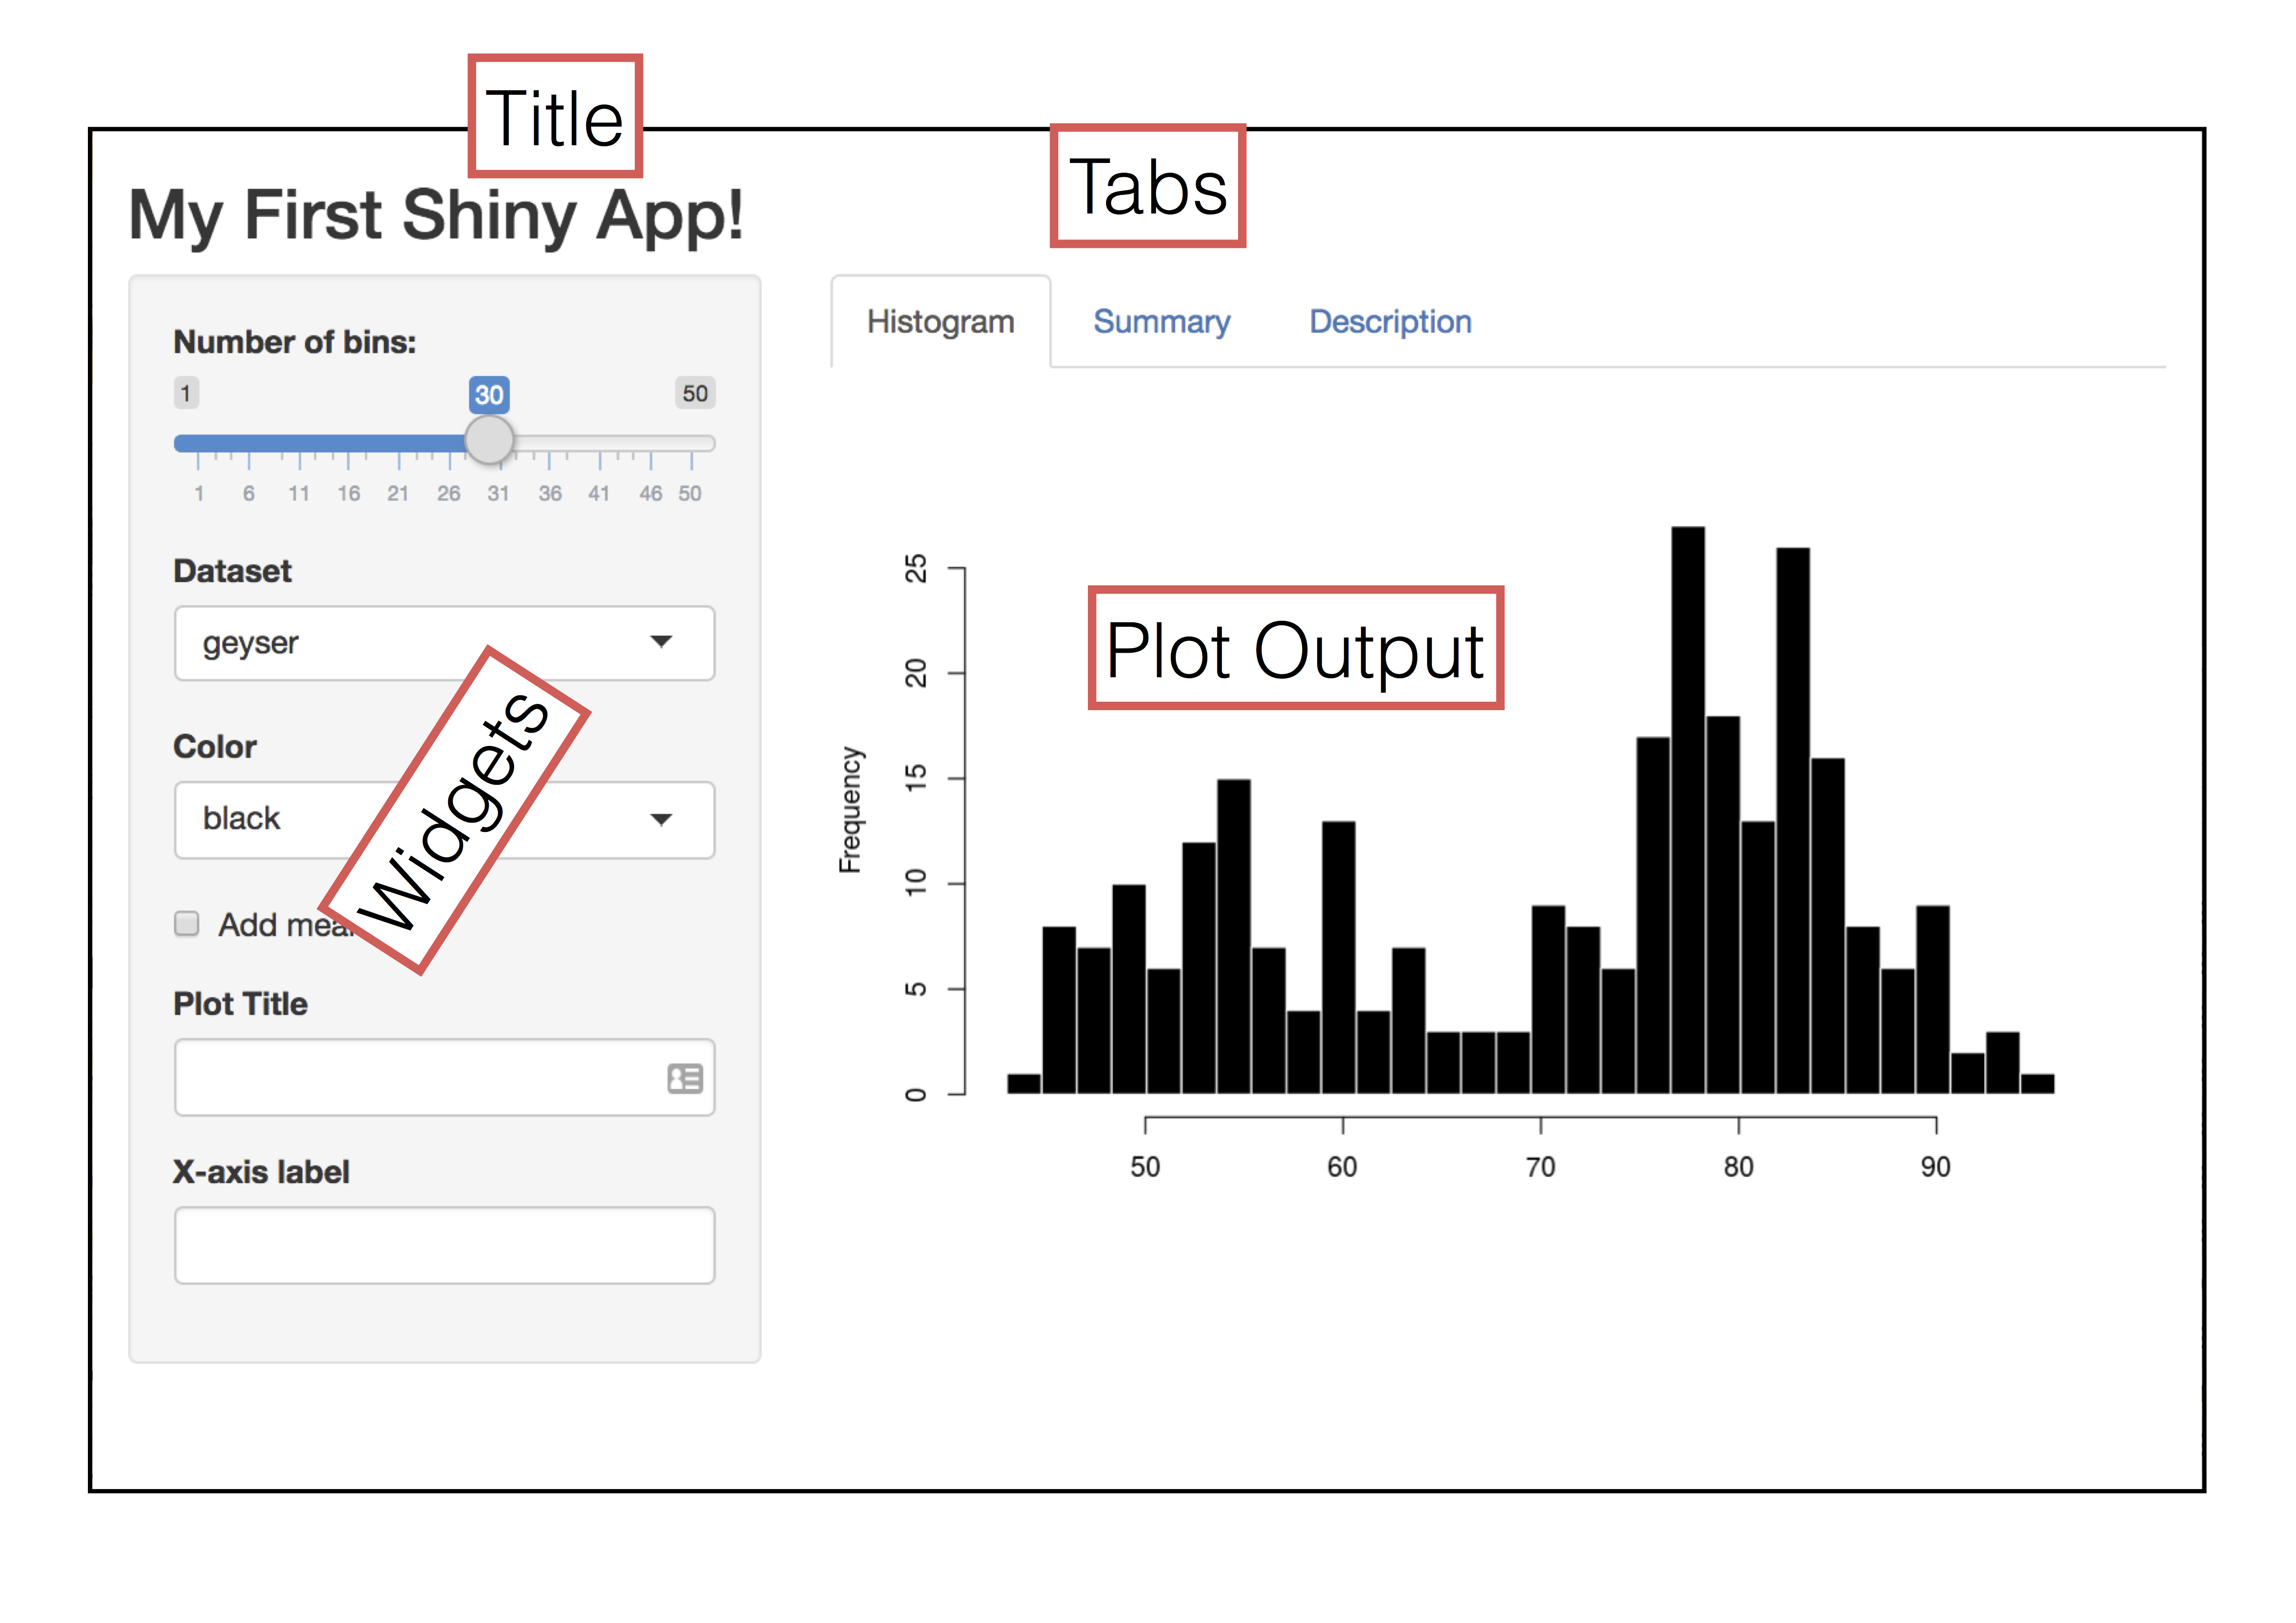 Title
Tabs
My First Shiny App!
Number of bins:
1 30 50
1 6 11 16 21 26 31 36 41 46 50
Dataset
geyser
Color
black
Widgets
Add
Plot Title
X-axis label
Histogram Summary Description
Plot Output
Frequency
25
20
15
10
5
0
50 60 70 80 90